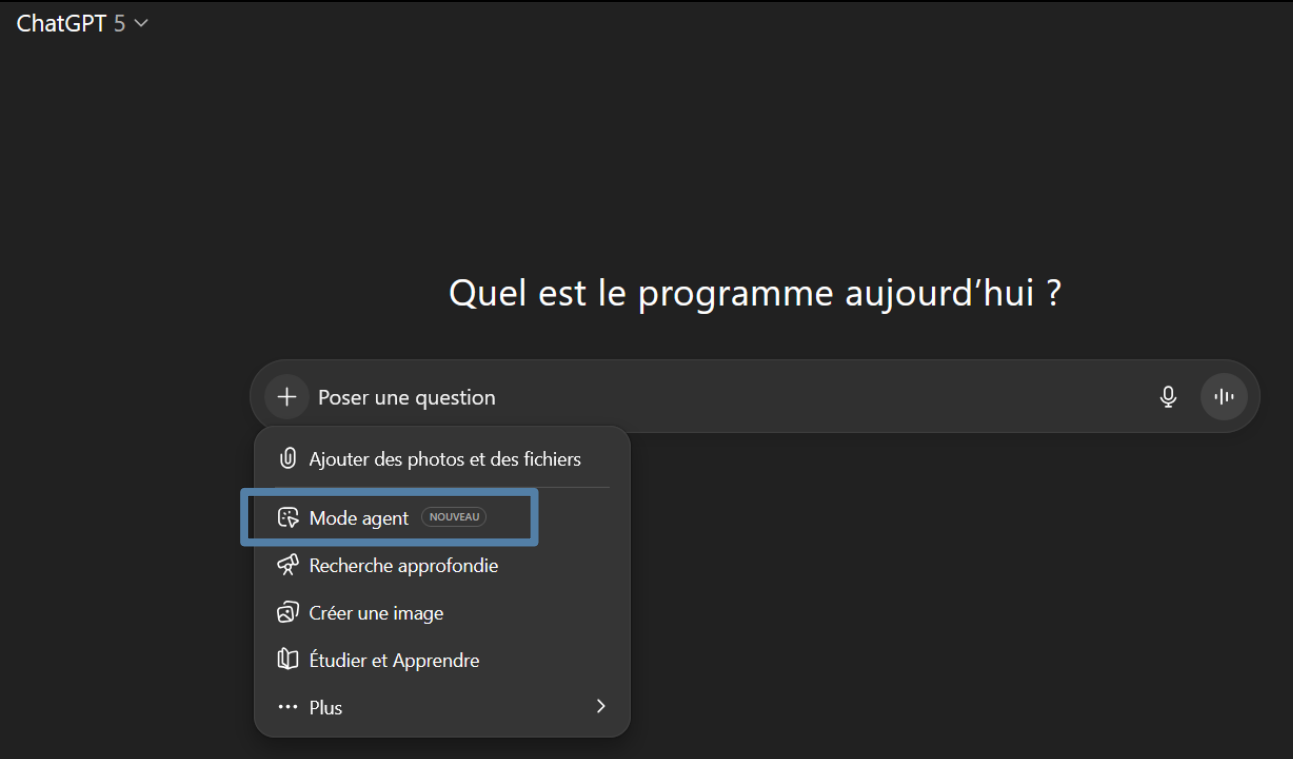 ChatGPT 5
Quel est le programme aujourd’hui ?
Poser une question
Ajouter des photos et des fichiers
Mode agent NOUVEAU
Recherche approfondie
Créer une image
Étudier et Apprendre
Plus